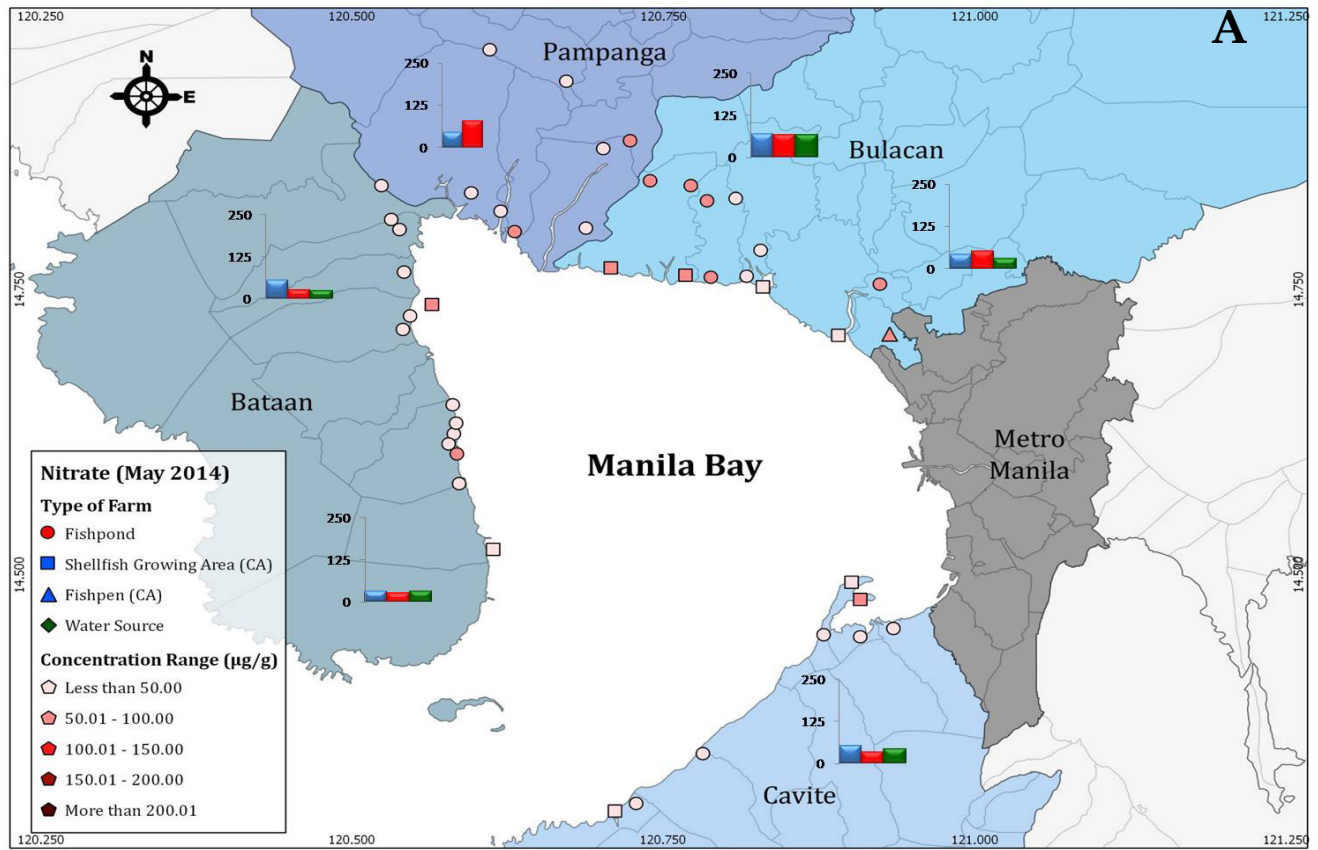 120.250
120.500
120.750
121.000
121.250
A
N
E
Pampanga
250
125
0
250
125
0
Bulacan
250
125
0
250
125
0
14.750
14.750
Bataan
Metro
Manila
Manila Bay
Nitrate (May 2014)
Type of Farm
Fishpond
Shellfish Growing Area (CA)
Fishpen (CA)
Water Source
Concentration Range (µg/g)
Less than 50.00
50.01 - 100.00
100.01 - 150.00
150.01 - 200.00
More than 200.01
250
125
0
14.500
14.500
250
125
0
Cavite
120.250
120.500
120.750
121.000
121.250